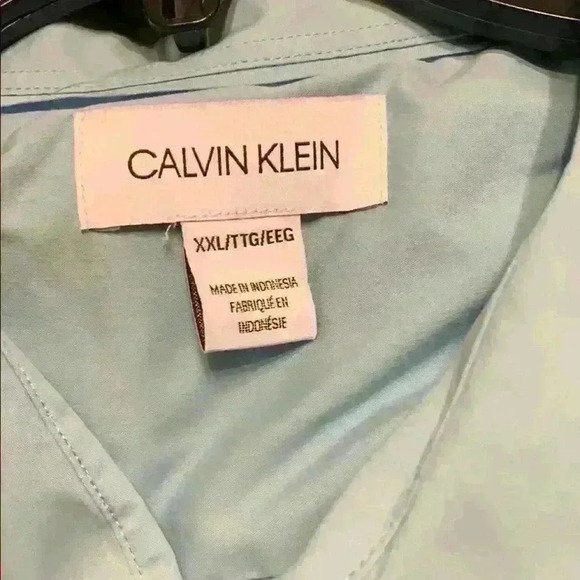 CALVIN KLEIN
XXL/TTG/EEG
MADE IN INDONESIA
FABRIQUÉ EN
INDONÉSIE